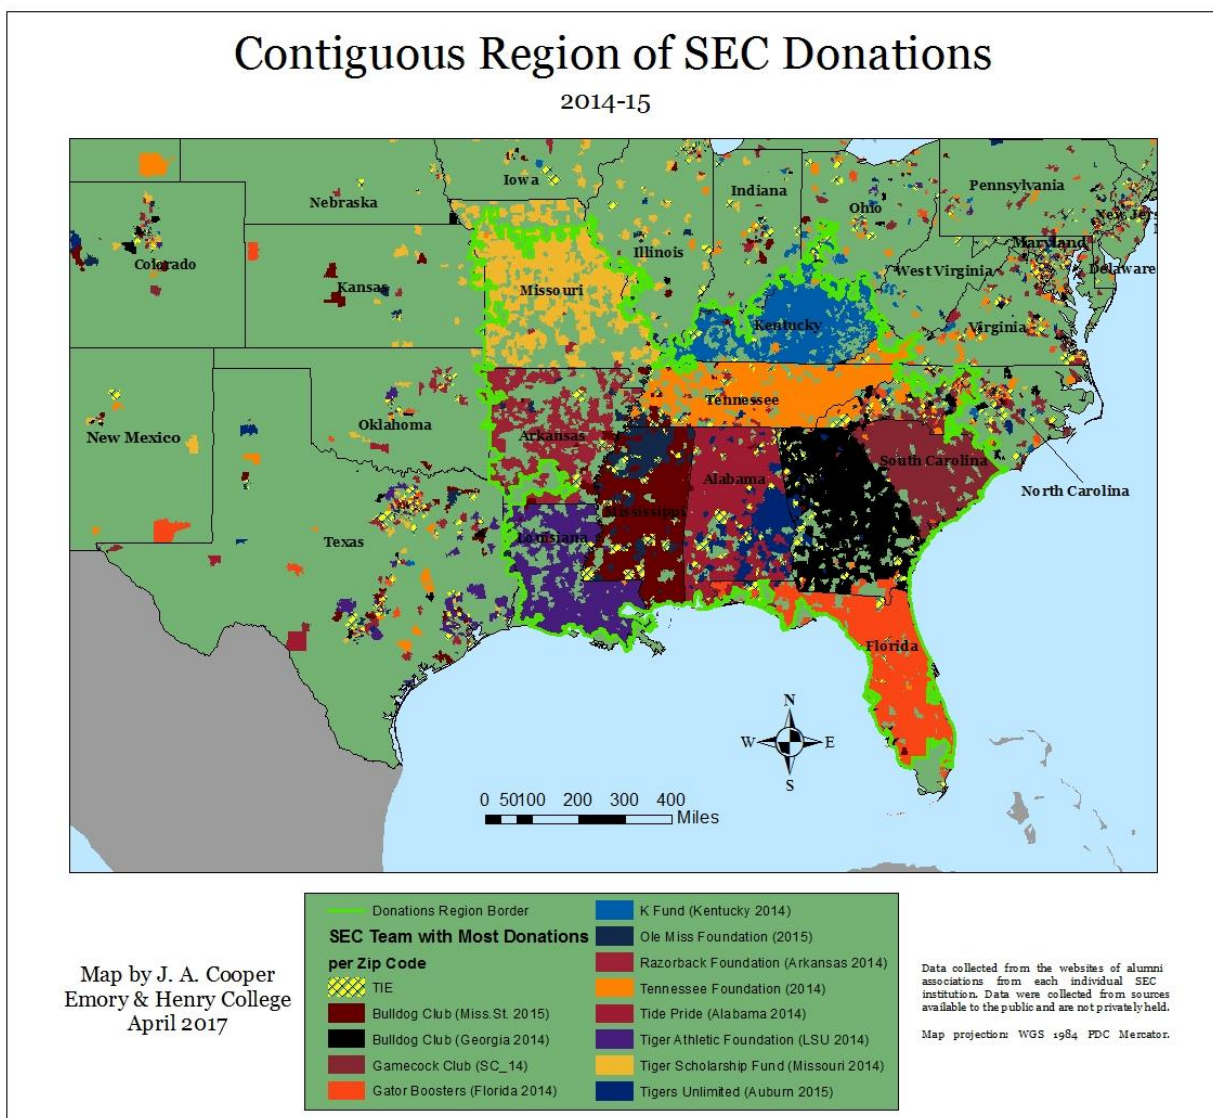 Contiguous Region of SEC Donations
2014-15
Iowa
Nebraska
Indiana
Ohio
Pennsylvania
New Jers
Illinois
Maryland
Colorado
Delaware
West Virginia
Kansas
Missouri
Virginia
Kentucky
Tennessee
New Mexico
Oklahoma
Arkansas
South Carolina
Alabama
North Carolina
Mississippi
Louisiana
Texas
Florida
N
W E
S
0 50100 200 300 400
Miles
Donations Region Border
SEC Team with Most Donations
per Zip Code
TIE
Bulldog Club (Miss.St. 2015)
Bulldog Club (Georgia 2014)
Gamecock Club (SC_14)
Gator Boosters (Florida 2014)
K Fund (Kentucky 2014)
Ole Miss Foundation (2015)
Razorback Foundation (Arkansas 2014)
Tennessee Foundation (2014)
Tide Pride (Alabama 2014)
Tiger Athletic Foundation (LSU 2014)
Tiger Scholarship Fund (Missouri 2014)
Tigers Unlimited (Auburn 2015)
Map by J. A. Cooper
Emory & Henry College
April 2017
Data collected from the websites of alumni
associations from each individual SEC
institution. Data were collected from sources
available to the public and are not privately held.
Map projection: WGS 1984 PDC Mercator.